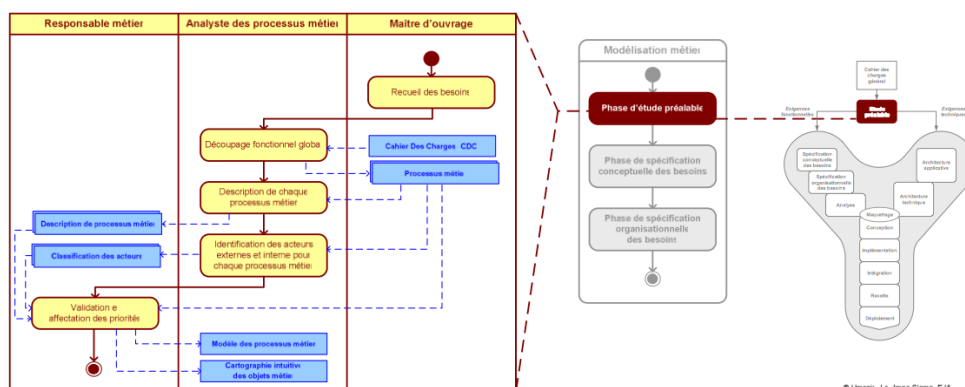 Responsable métier
Analyste des processus métier
Maître d'ouvrage
Recueil des besoins
Découpage fonctionnel globa
Cahier Des Charges CDC
Processus métie
Description de chaque
processus métier
Description de processus métier
Identification des acteurs
externes et interne pour
chaque processus métier
Classification des acteurs
Validation e
affectation des priorités
Modèle des processus métier
Cartographie intuitive
des objets métie
Modélisation métier
Phase d'étude préalable
Phase de spécification
conceptuelle des besoins
Phase de spécification
organisationnelle
des besoins
Cahier des
charges
général
Exigences
fonctionnelles
Etude
préalable
Exigences
techniques
Spécification
conceptuelle
des besoins
Spécification
organisationnelle
des besoins
Analyse
Architecture
applicative
Architecture
technique
Maquettage
Conception
Implémentation
Intégration
Recette
Déploiement